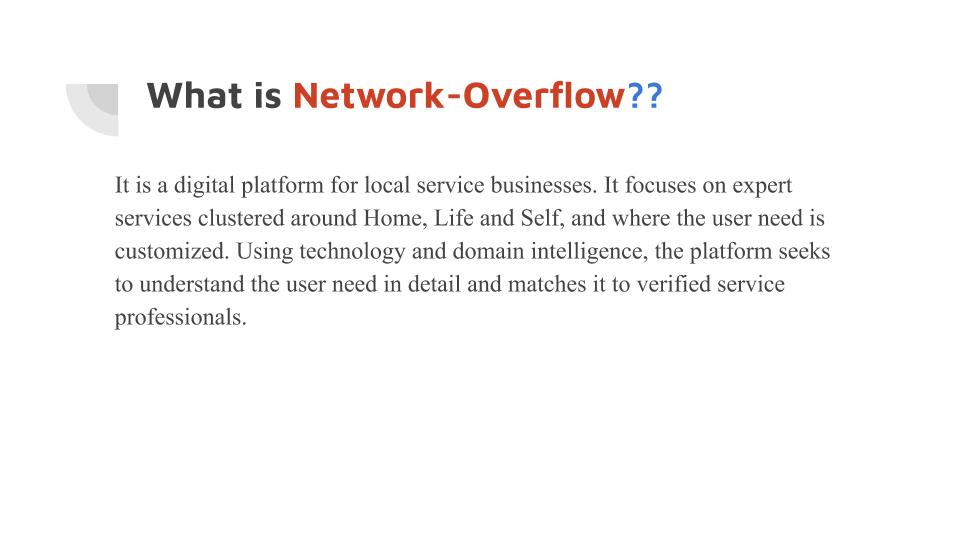 What is Network-Overflow??
It is a digital platform for local service businesses. It focuses on expert
services clustered around Home, Life and Self, and where the user need is
customized. Using technology and domain intelligence, the platform seeks
to understand the user need in detail and matches it to verified service
professionals.